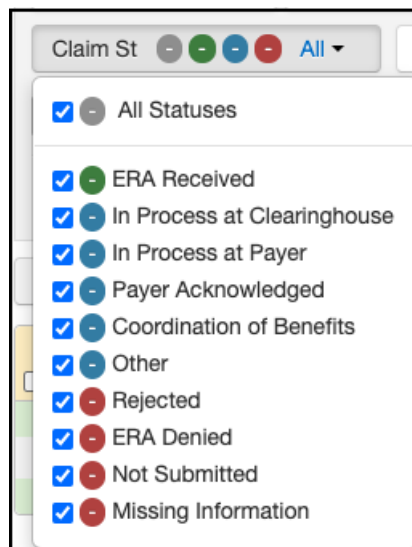 Claim St - - - - All
- All Statuses
- ERA Received
- In Process at Clearinghouse
- In Process at Payer
- Payer Acknowledged
- Coordination of Benefits
- Other
- Rejected
- ERA Denied
- Not Submitted
- Missing Information